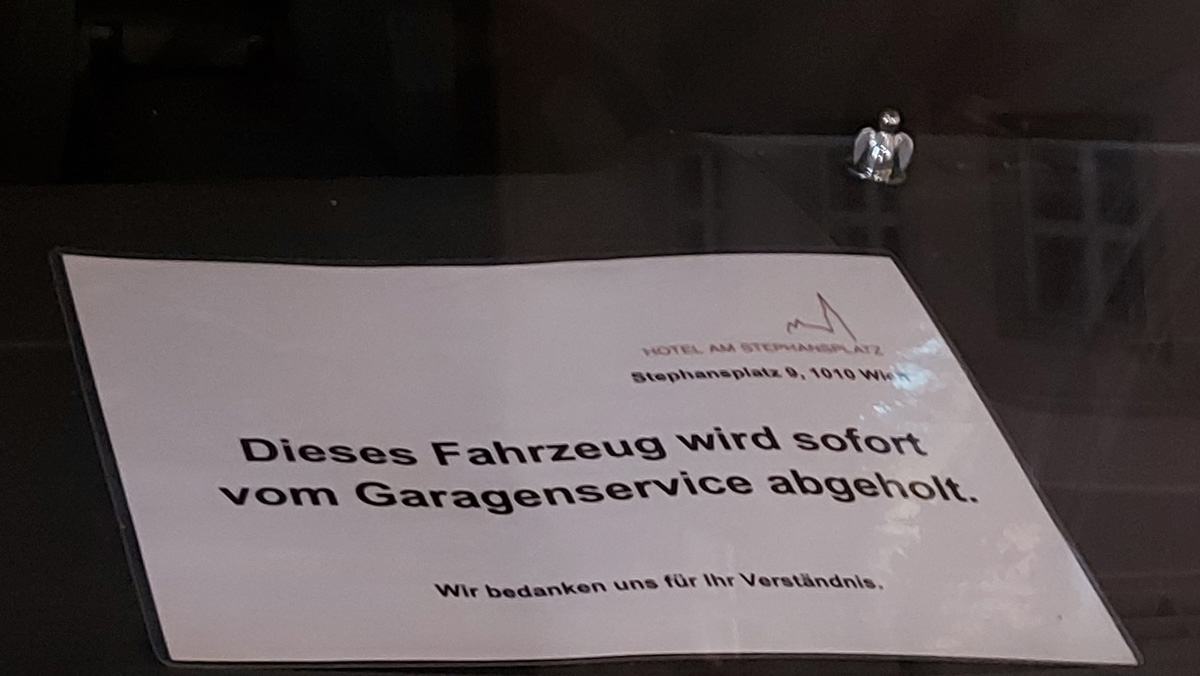 HOTEL AM STEPHANSPLATZ
Stephansplatz 9, 1010 Wien
Dieses Fahrzeug wird sofort
vom Garagenservice abgeholt.
Wir bedanken uns für Ihr Verständnis.